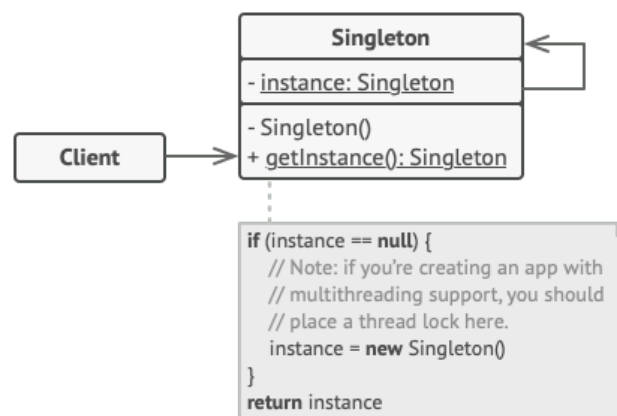 Singleton
- instance: Singleton
- Singleton()
+ getInstance(): Singleton
Client
if (instance == null) {
// Note: if you're creating an app with
// multithreading support, you should
// place a thread lock here.
instance = new Singleton()
}
return instance